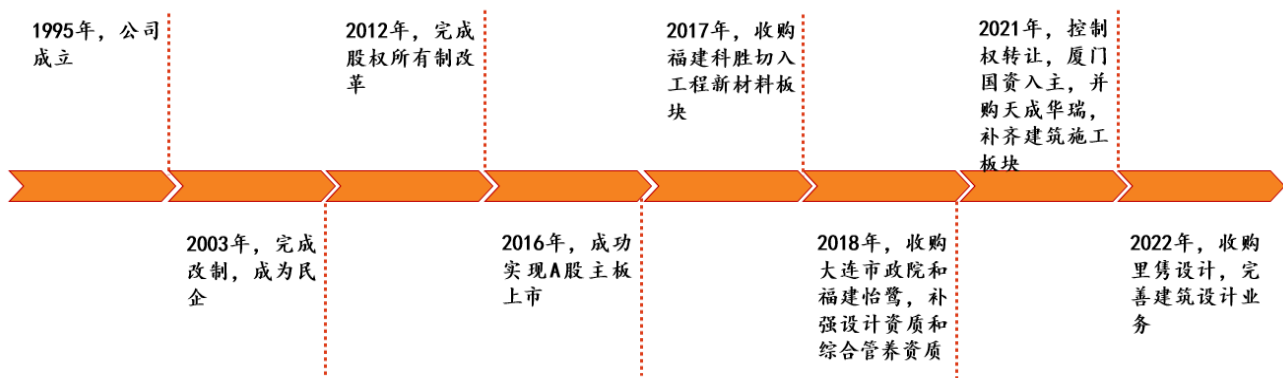 1995年，公司
成立
2003年，完成
改制，成为民
企
2012年，完成
股权所有制改
革
2016年，成功
实现A股主板
上市
2017年，收购
福建科胜切入
工程新材料板
块
2018年，收购
大连市政院和
福建怡鹭，补
强设计资质和
综合管养资质
2021年，控制
权转让，厦门
国资入主，并
购天成华瑞，
补齐建筑施工
板块
2022年，收购
里隽设计，完
善建筑设计业
务